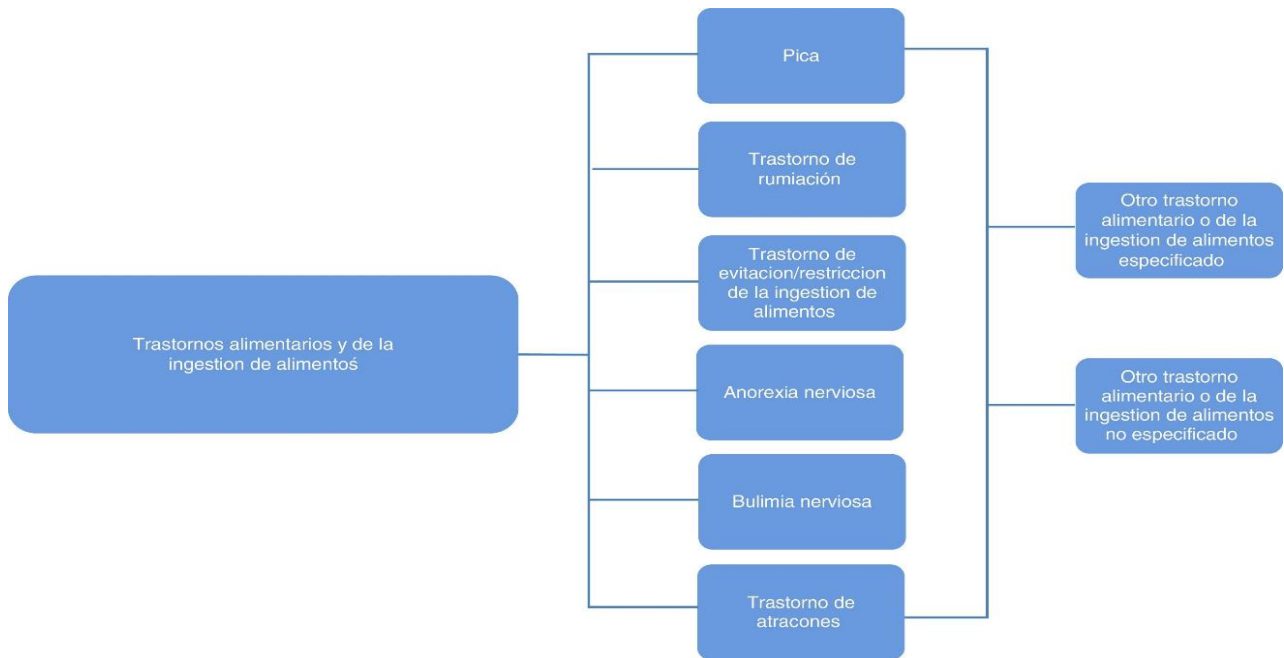 Trastornos alimentarios y de la
ingestion de alimentoś
Pica
Trastorno de
rumiación
Trastorno de
evitacion/restriccion
de la ingestion de
alimentos
Anorexia nerviosa
Bulimia nerviosa
Trastorno de
atracones
Otro trastorno
alimentario o de la
ingestion de alimentos
especificado
Otro trastorno
alimentario o de la
ingestion de alimentos
no especificado